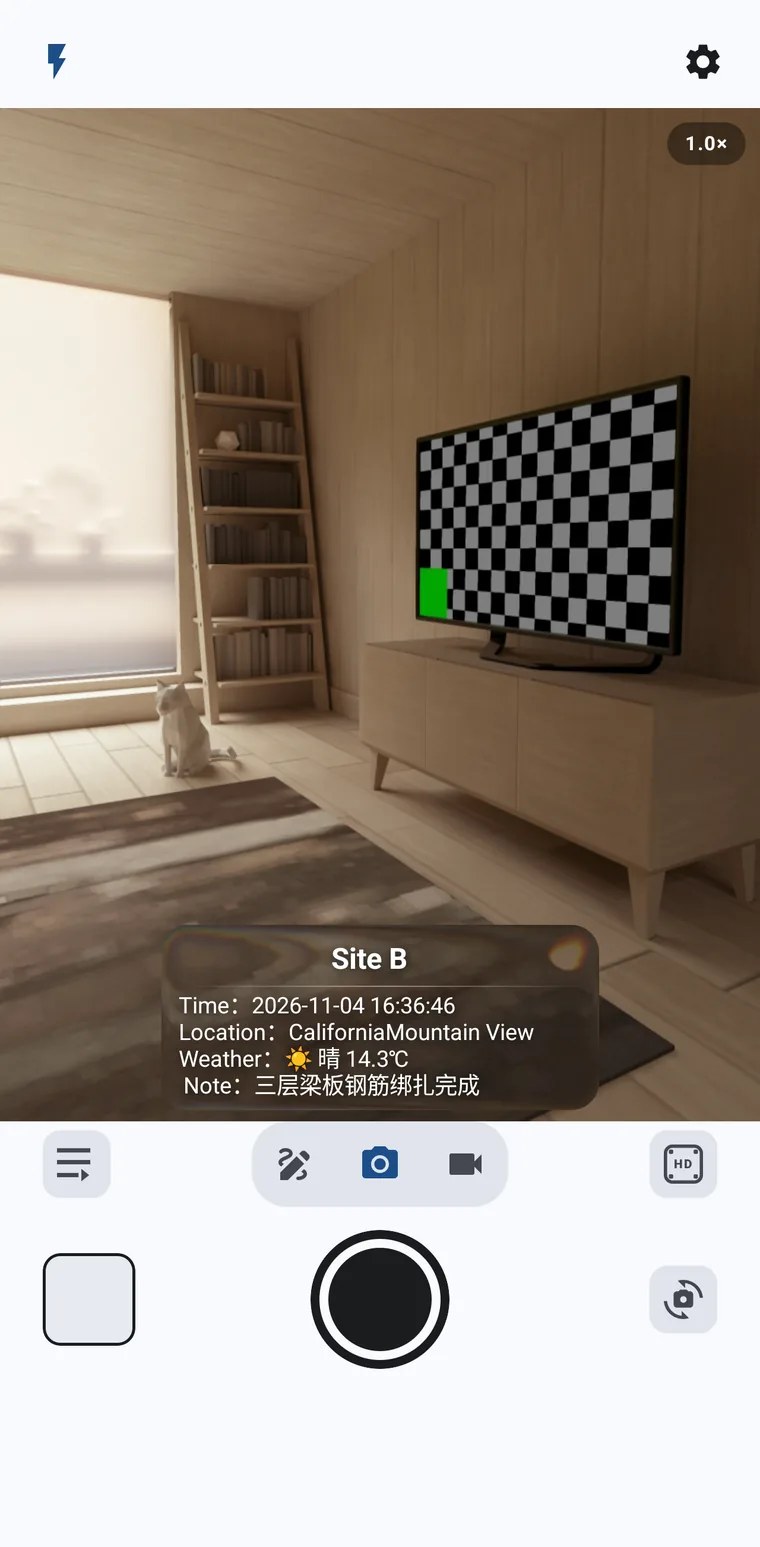 1.0×
Site B
Time：2026-11-04 16:36:46
Location：CaliforniaMountain View
Weather：☀️ 晴 14.3℃
Note：三层梁板钢筋绑扎完成
HD